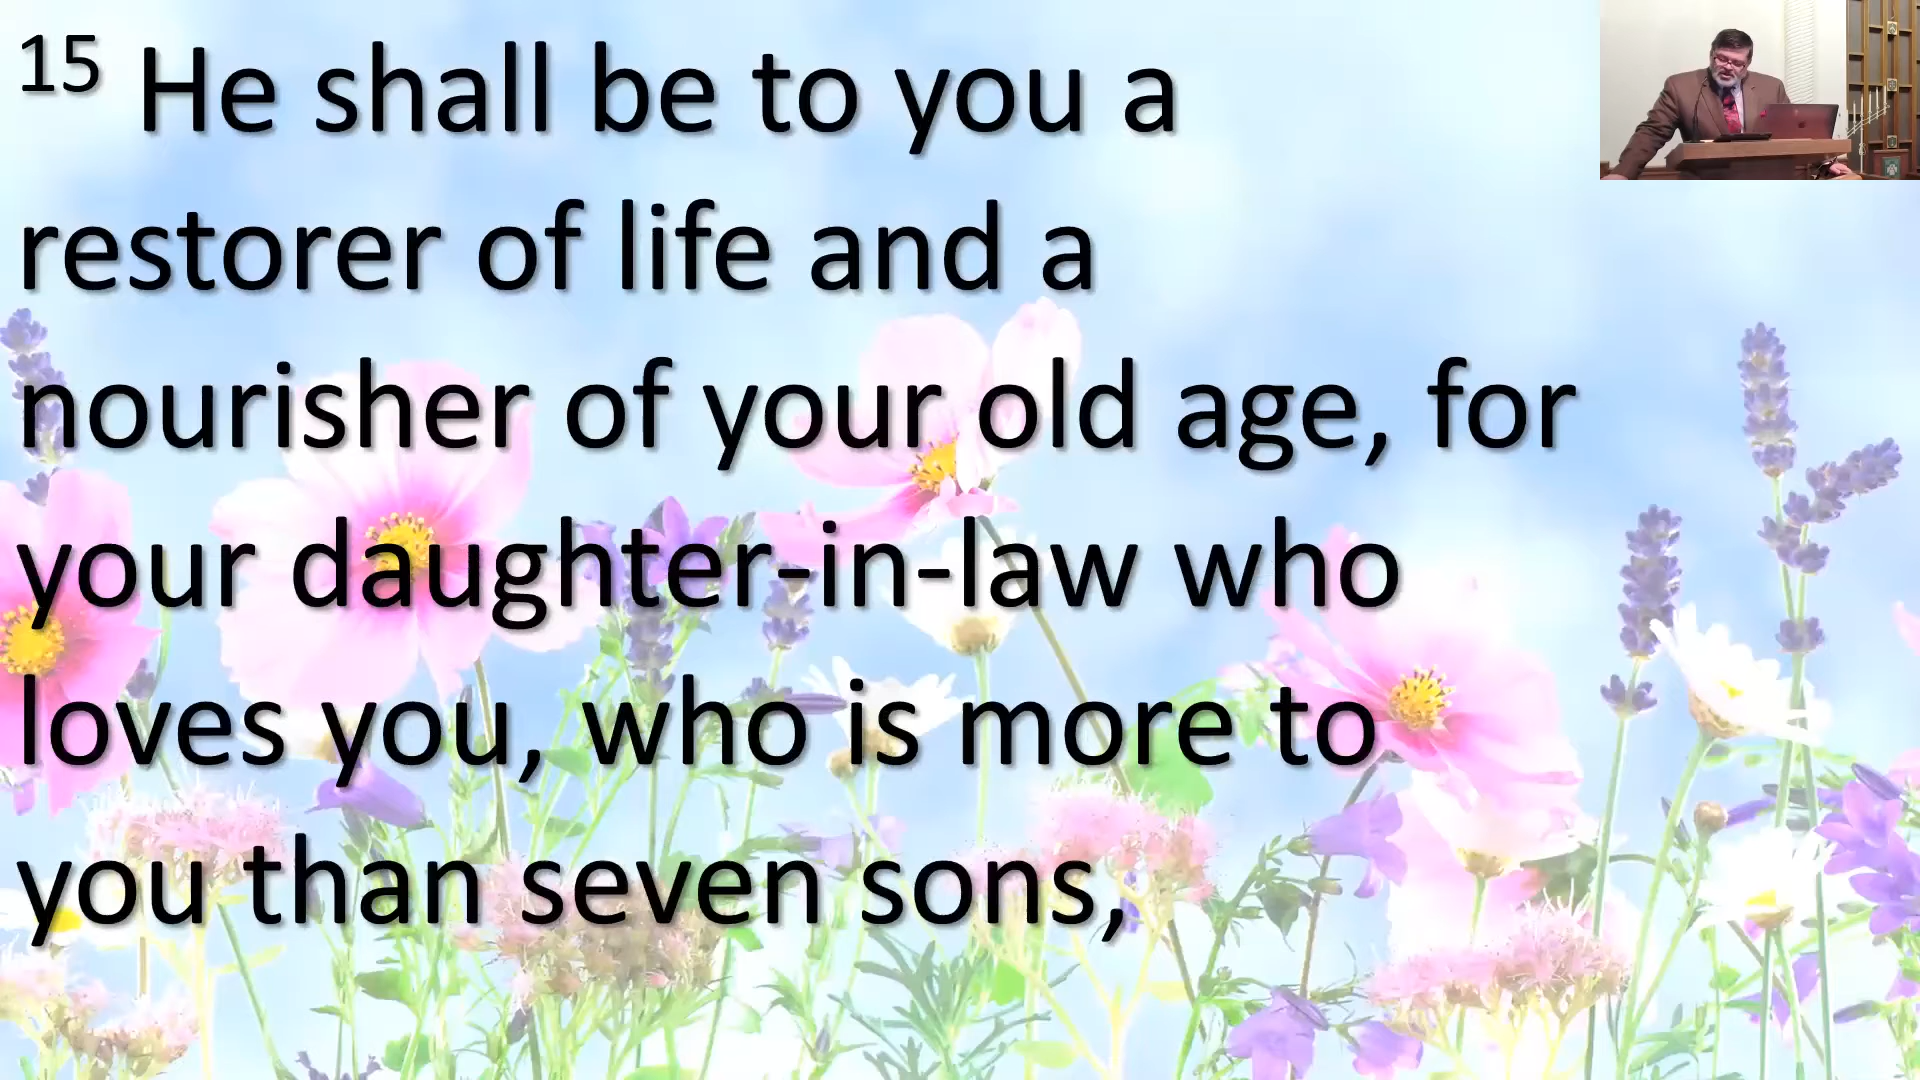 15 He shall be to you a
restorer of life and a
nourisher of your old age, for
your daughter-in-law who
loves you, who is more to
you than seven sons,